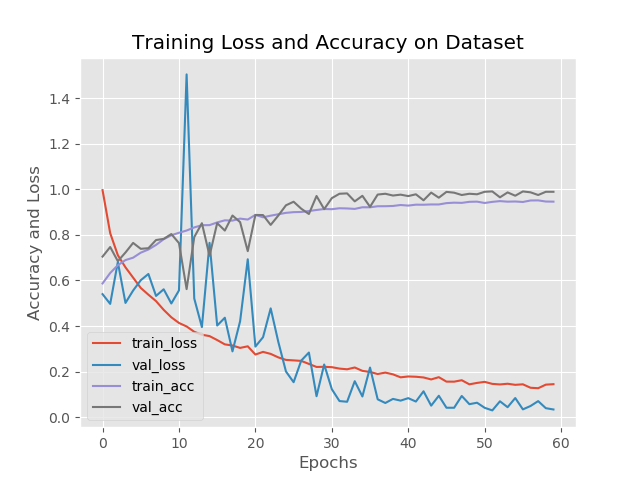 Training Loss and Accuracy on Dataset
Accuracy and Loss
1.4
1.2
1.0
0.8
0.6
0.4
0.2
0.0
train_loss
val_loss
train_acc
val_acc
0 10 20 30 40 50 60
Epochs